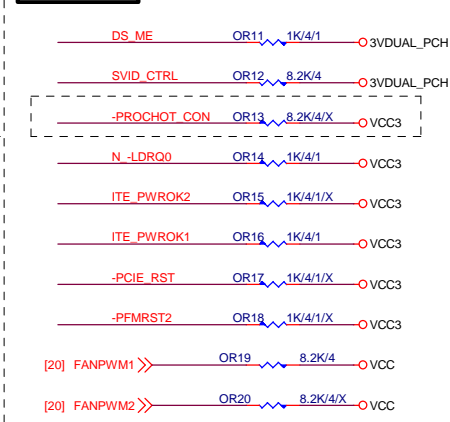 DS_ME OR11 1K/4/1 3VDUAL_PCH
SVID_CTRL OR12 8.2K/4 3VDUAL_PCH
-PROCHOT_CON OR13 8.2K/4/X VCC3
N_-LDRQ0 OR14 1K/4/1 VCC3
ITE_PWROK2 OR15 1K/4/1/X VCC3
ITE_PWROK1 OR16 1K/4/1 VCC3
-PCIE_RST OR17 1K/4/1/X VCC3
-PFMRST2 OR18 1K/4/1/X VCC3
[20] FANPWM1 OR19 8.2K/4 VCC
[20] FANPWM2 OR20 8.2K/4/X VCC